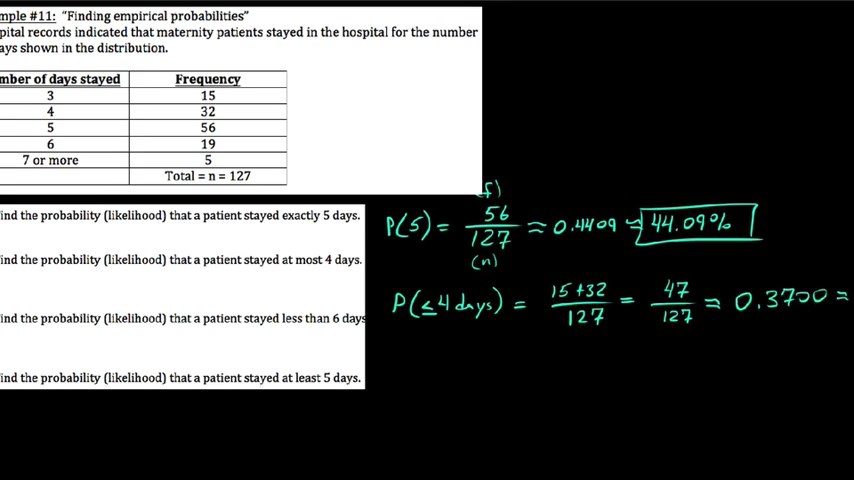 mple #11: “Finding empirical probabilities”
pital records indicated that maternity patients stayed in the hospital for the number
ays shown in the distribution.
mber of days stayed Frequency
3 15
4 32
5 56
6 19
7 or more 5
Total = n = 127
ind the probability (likelihood) that a patient stayed exactly 5 days.
ind the probability (likelihood) that a patient stayed at most 4 days.
ind the probability (likelihood) that a patient stayed less than 6 days
ind the probability (likelihood) that a patient stayed at least 5 days.
(f)
P(5) = 56/127 ≈ 0.4409 ≈ 44.09%
(n)
P(≤4 days) = 15+32/127 = 47/127 ≈ 0.3700 =